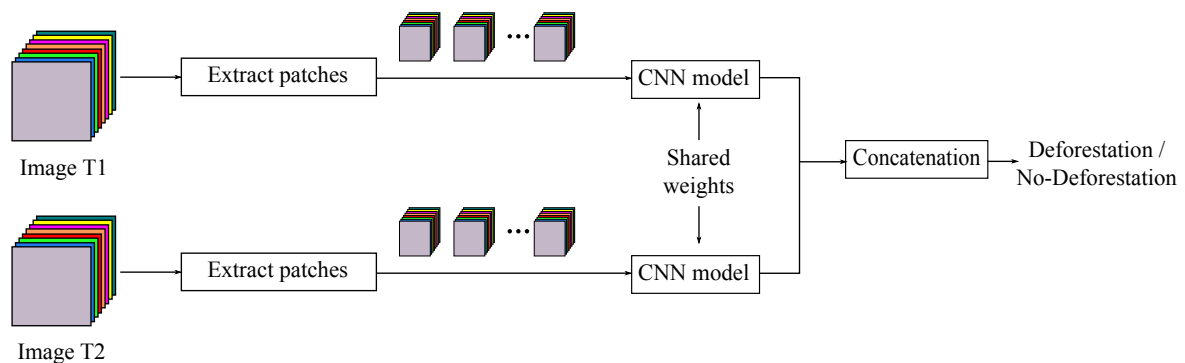 Extract patches
CNN model
Image T1
Shared
weights
Concatenation
Deforestation /
No-Deforestation
Extract patches
CNN model
Image T2